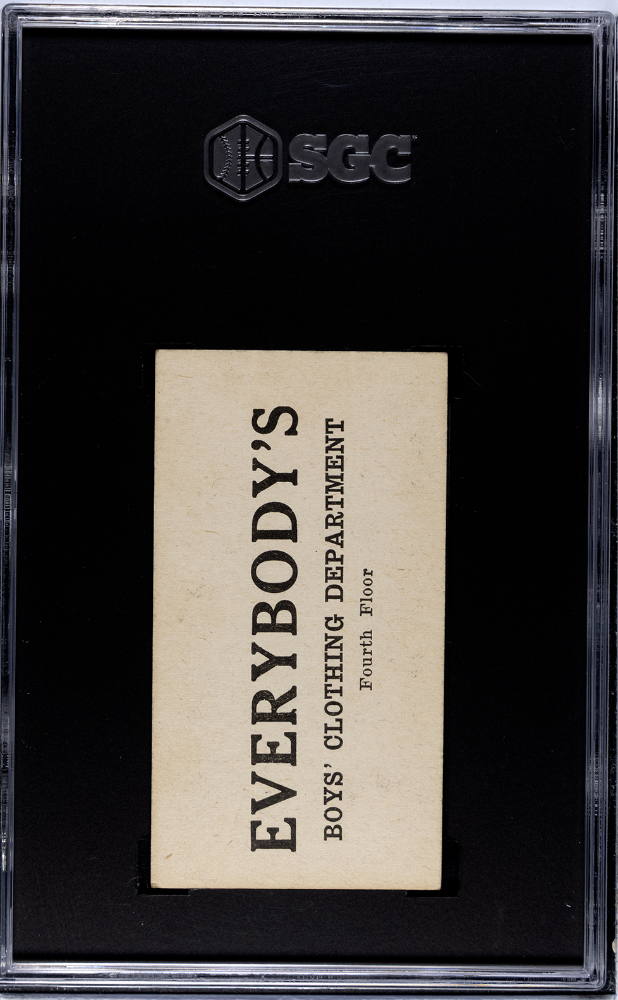 SGC
EVERYBODY'S
BOYS' CLOTHING DEPARTMENT
Fourth Floor